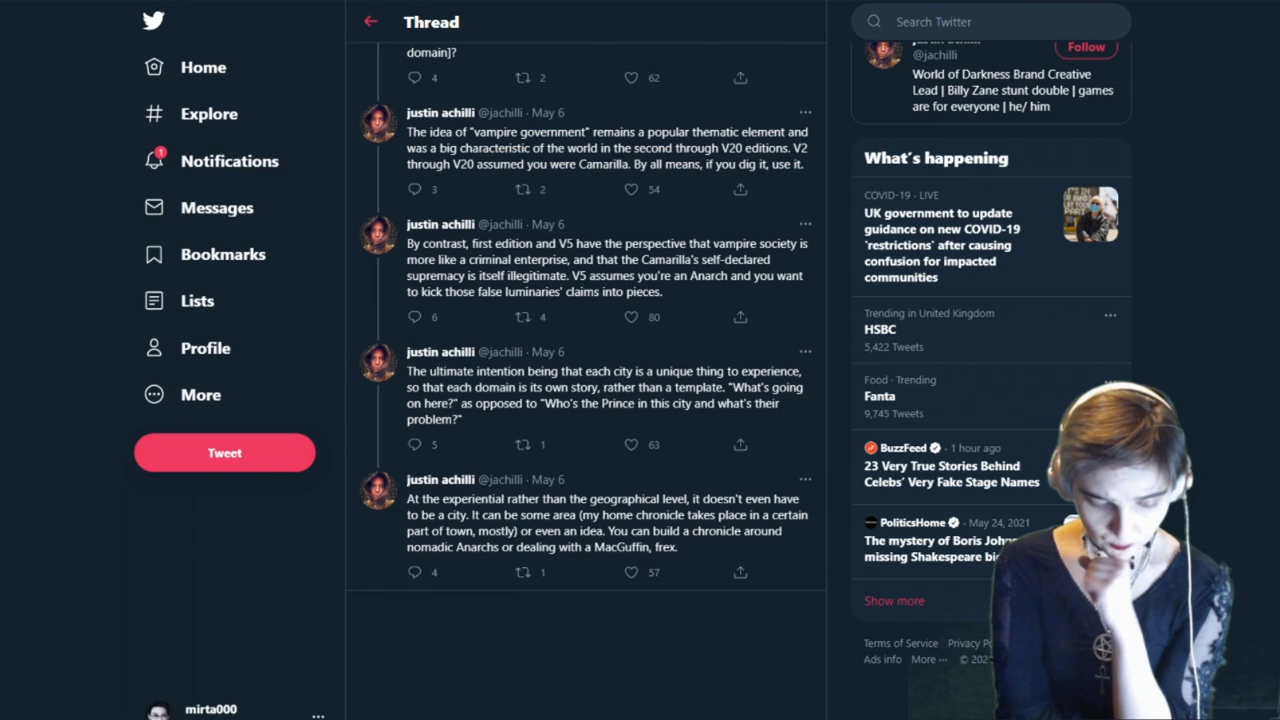 Home
Explore
1
Notifications
Messages
Bookmarks
Lists
Profile
More
Tweet
mirta000
Thread
domain]?
4 2 62
justin achilli @jachilli · May 6
The idea of "vampire government" remains a popular thematic element and
was a big characteristic of the world in the second through V20 editions. V2
through V20 assumed you were Camarilla. By all means, if you dig it, use it.
3 2 54
justin achilli @jachilli · May 6
By contrast, first edition and V5 have the perspective that vampire society is
more like a criminal enterprise, and that the Camarilla's self-declared
supremacy is itself illegitimate. V5 assumes you're an Anarch and you want
to kick those false luminaries' claims into pieces.
6 4 80
justin achilli @jachilli · May 6
The ultimate intention being that each city is a unique thing to experience,
so that each domain is its own story, rather than a template. "What's going
on here?" as opposed to "Who's the Prince in this city and what's their
problem?"
5 1 63
justin achilli @jachilli · May 6
At the experiential rather than the geographical level, it doesn't even have
to be a city. It can be some area (my home chronicle takes place in a certain
part of town, mostly) or even an idea. You can build a chronicle around
nomadic Anarchs or dealing with a MacGuffin, frex.
4 1 57
Search Twitter
@jachilli
Follow
World of Darkness Brand Creative
Lead | Billy Zane stunt double | games
are for everyone | he/ him
What's happening
COVID-19 · LIVE
UK government to update
guidance on new COVID-19
'restrictions' after causing
confusion for impacted
communities
Trending in United Kingdom
HSBC
5,422 Tweets
Food · Trending
Fanta
9,745 Tweets
BuzzFeed · 1 hour ago
23 Very True Stories Behind
Celebs' Very Fake Stage Names
PoliticsHome · May 24, 2021
The mystery of Boris
missing Shakespeare
Show more
Terms of Service Privacy
Ads info More ··· ©